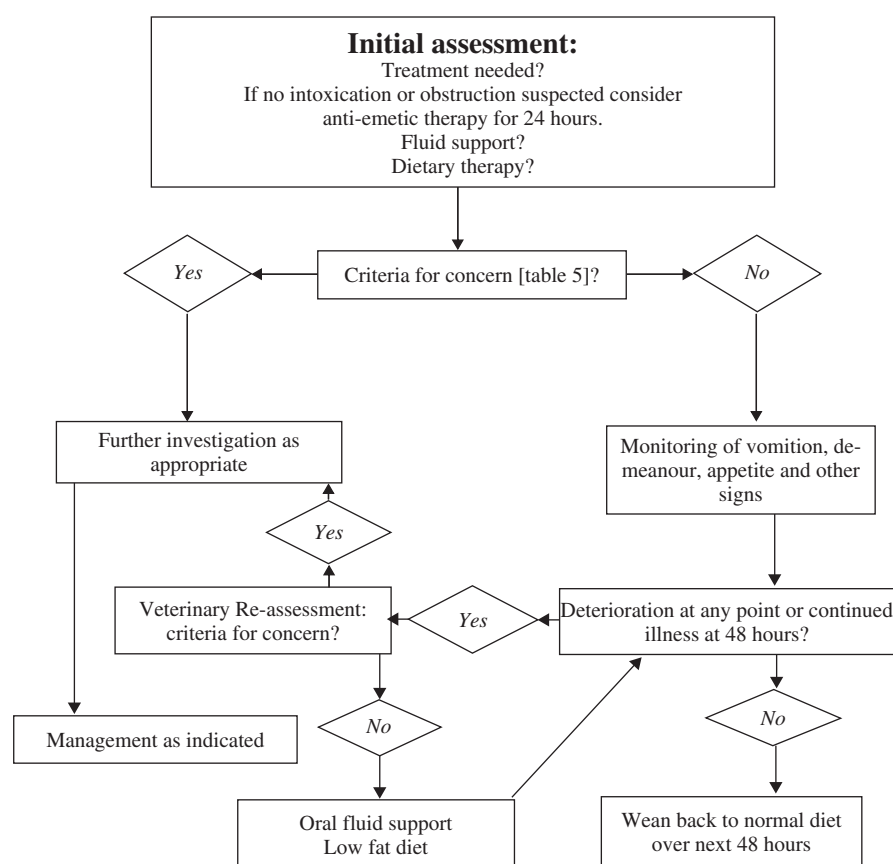 Initial assessment:
Treatment needed?
If no intoxication or obstruction suspected consider
anti-emetic therapy for 24 hours.
Fluid support?
Dietary therapy?
Yes
Criteria for concern [table 5]?
No
Further investigation as
appropriate
Monitoring of vomition, de-
meanour, appetite and other
signs
Yes
Veterinary Re-assessment:
criteria for concern?
Yes
Deterioration at any point or continued
illness at 48 hours?
No
No
Management as indicated
Oral fluid support
Low fat diet
Wean back to normal diet
over next 48 hours